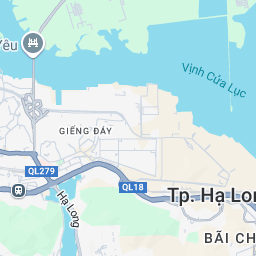 Yêu
Vịnh Cửa Lục
GIẾNG ĐÁY
QL279
QL18
Hạ Long
Tp. Hạ Lon
BÃI CH